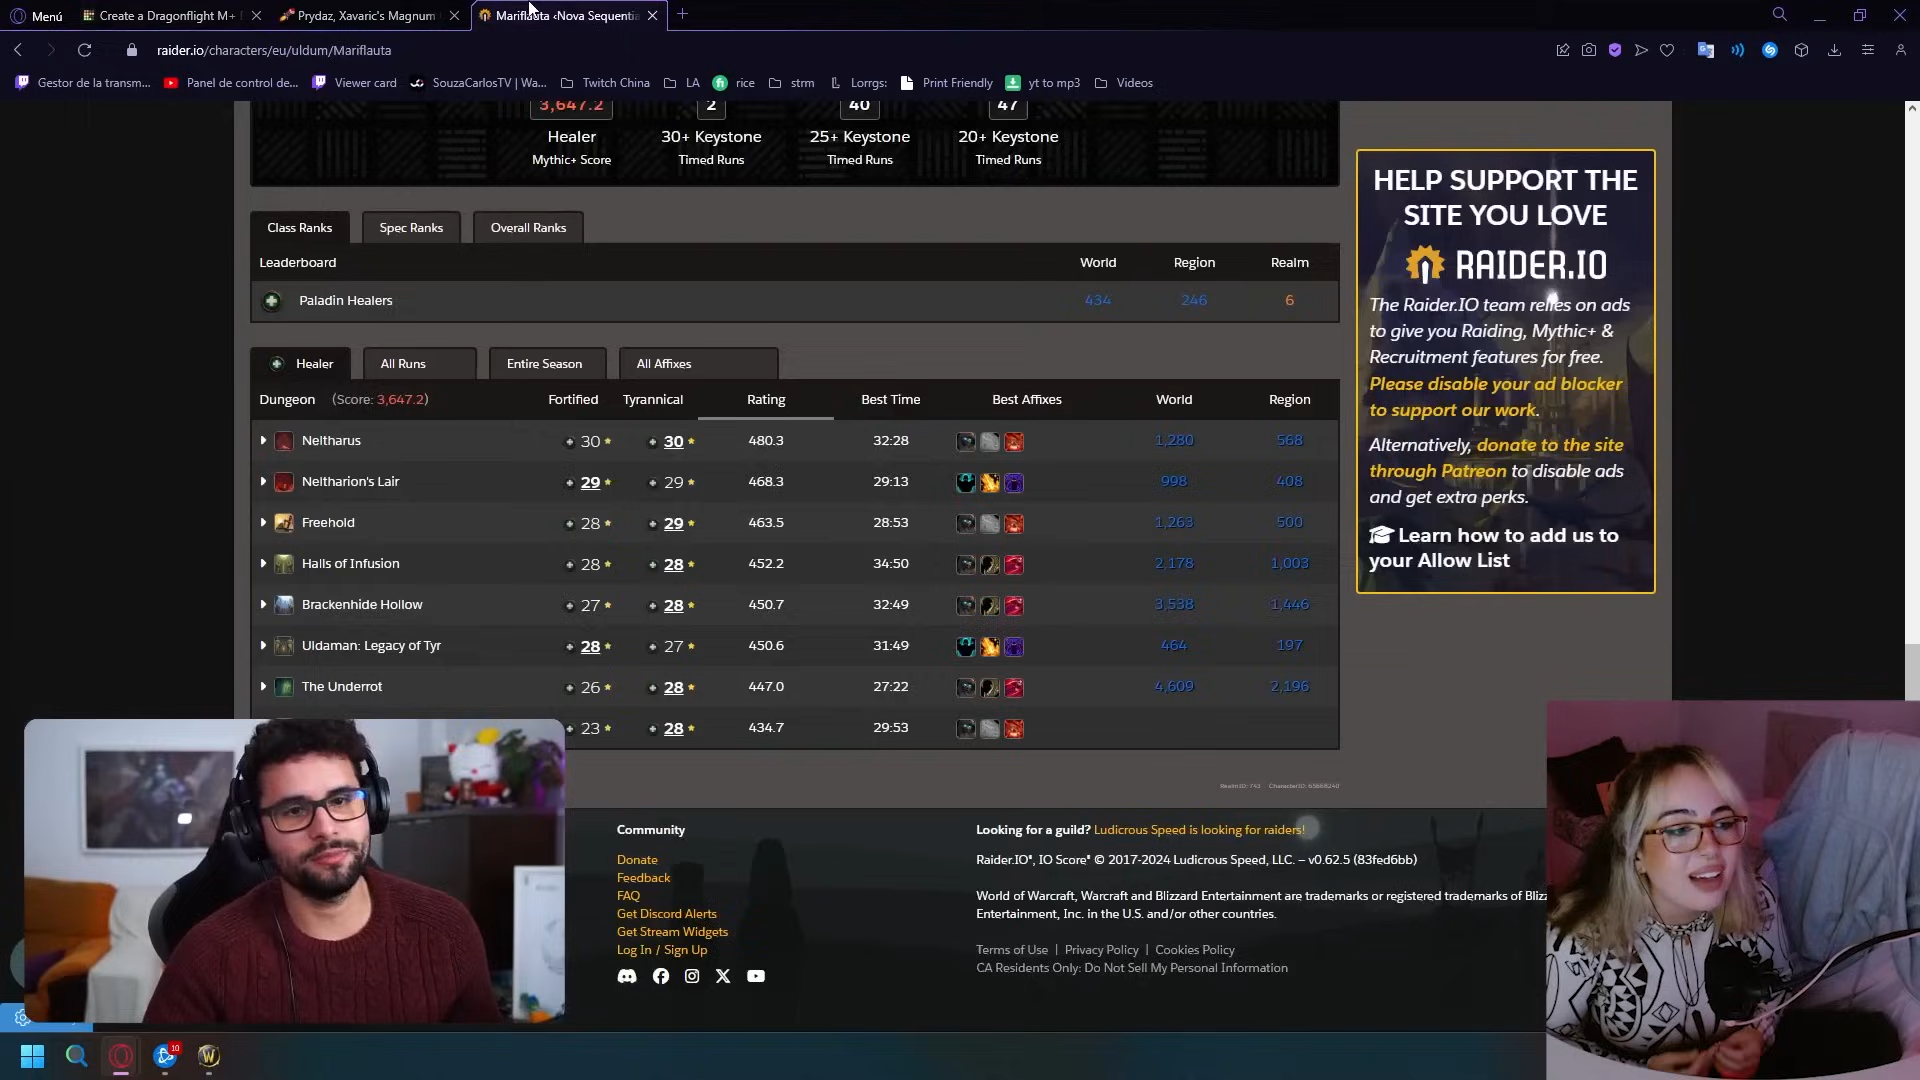 Menú
Create a Dragonflight M+
Prydaz, Xavaric's Magnum
Mariflauta ‹Nova Sequentia
raider.io/characters/eu/uldum/Mariflauta
Gestor de la transm...
Panel de control de...
Viewer card
SouzaCarlosTV | Wa...
Twitch China
LA
rice
strm
Lorrgs:
Print Friendly
yt to mp3
Videos
3,647.2 2 40 47
Healer 30+ Keystone 25+ Keystone 20+ Keystone
Mythic+ Score Timed Runs Timed Runs Timed Runs
Class Ranks Spec Ranks Overall Ranks
Leaderboard World Region Realm
Paladin Healers 434 246 6
Healer All Runs Entire Season All Affixes
Dungeon (Score: 3,647.2) Fortified Tyrannical Rating Best Time Best Affixes World Region
Neltharus 30 30 480.3 32:28 1,280 568
Neltharion's Lair 29 29 468.3 29:13 998 408
Freehold 28 29 463.5 28:53 1,263 500
Halls of Infusion 28 28 452.2 34:50 2,178 1,003
Brackenhide Hollow 27 28 450.7 32:49 3,538 1,446
Uldaman: Legacy of Tyr 28 27 450.6 31:49 464 197
The Underrot 26 28 447.0 27:22 4,609 2,196
23 28 434.7 29:53
HELP SUPPORT THE
SITE YOU LOVE
RAIDER.IO
The Raider.IO team relies on ads
to give you Raiding, Mythic+ &
Recruitment features for free.
Please disable your ad blocker
to support our work.
Alternatively, donate to the site
through Patreon to disable ads
and get extra perks.
Learn how to add us to
your Allow List
Community
Donate
Feedback
FAQ
Get Discord Alerts
Get Stream Widgets
Log In / Sign Up
Looking for a guild? Ludicrous Speed is looking for raiders!
Raider.IO®, IO Score® © 2017-2024 Ludicrous Speed, LLC. – v0.62.5 (83fed6bb)
World of Warcraft, Warcraft and Blizzard Entertainment are trademarks or registered trademarks of Bliz
Entertainment, Inc. in the U.S. and/or other countries.
Terms of Use | Privacy Policy | Cookies Policy
CA Residents Only: Do Not Sell My Personal Information
10